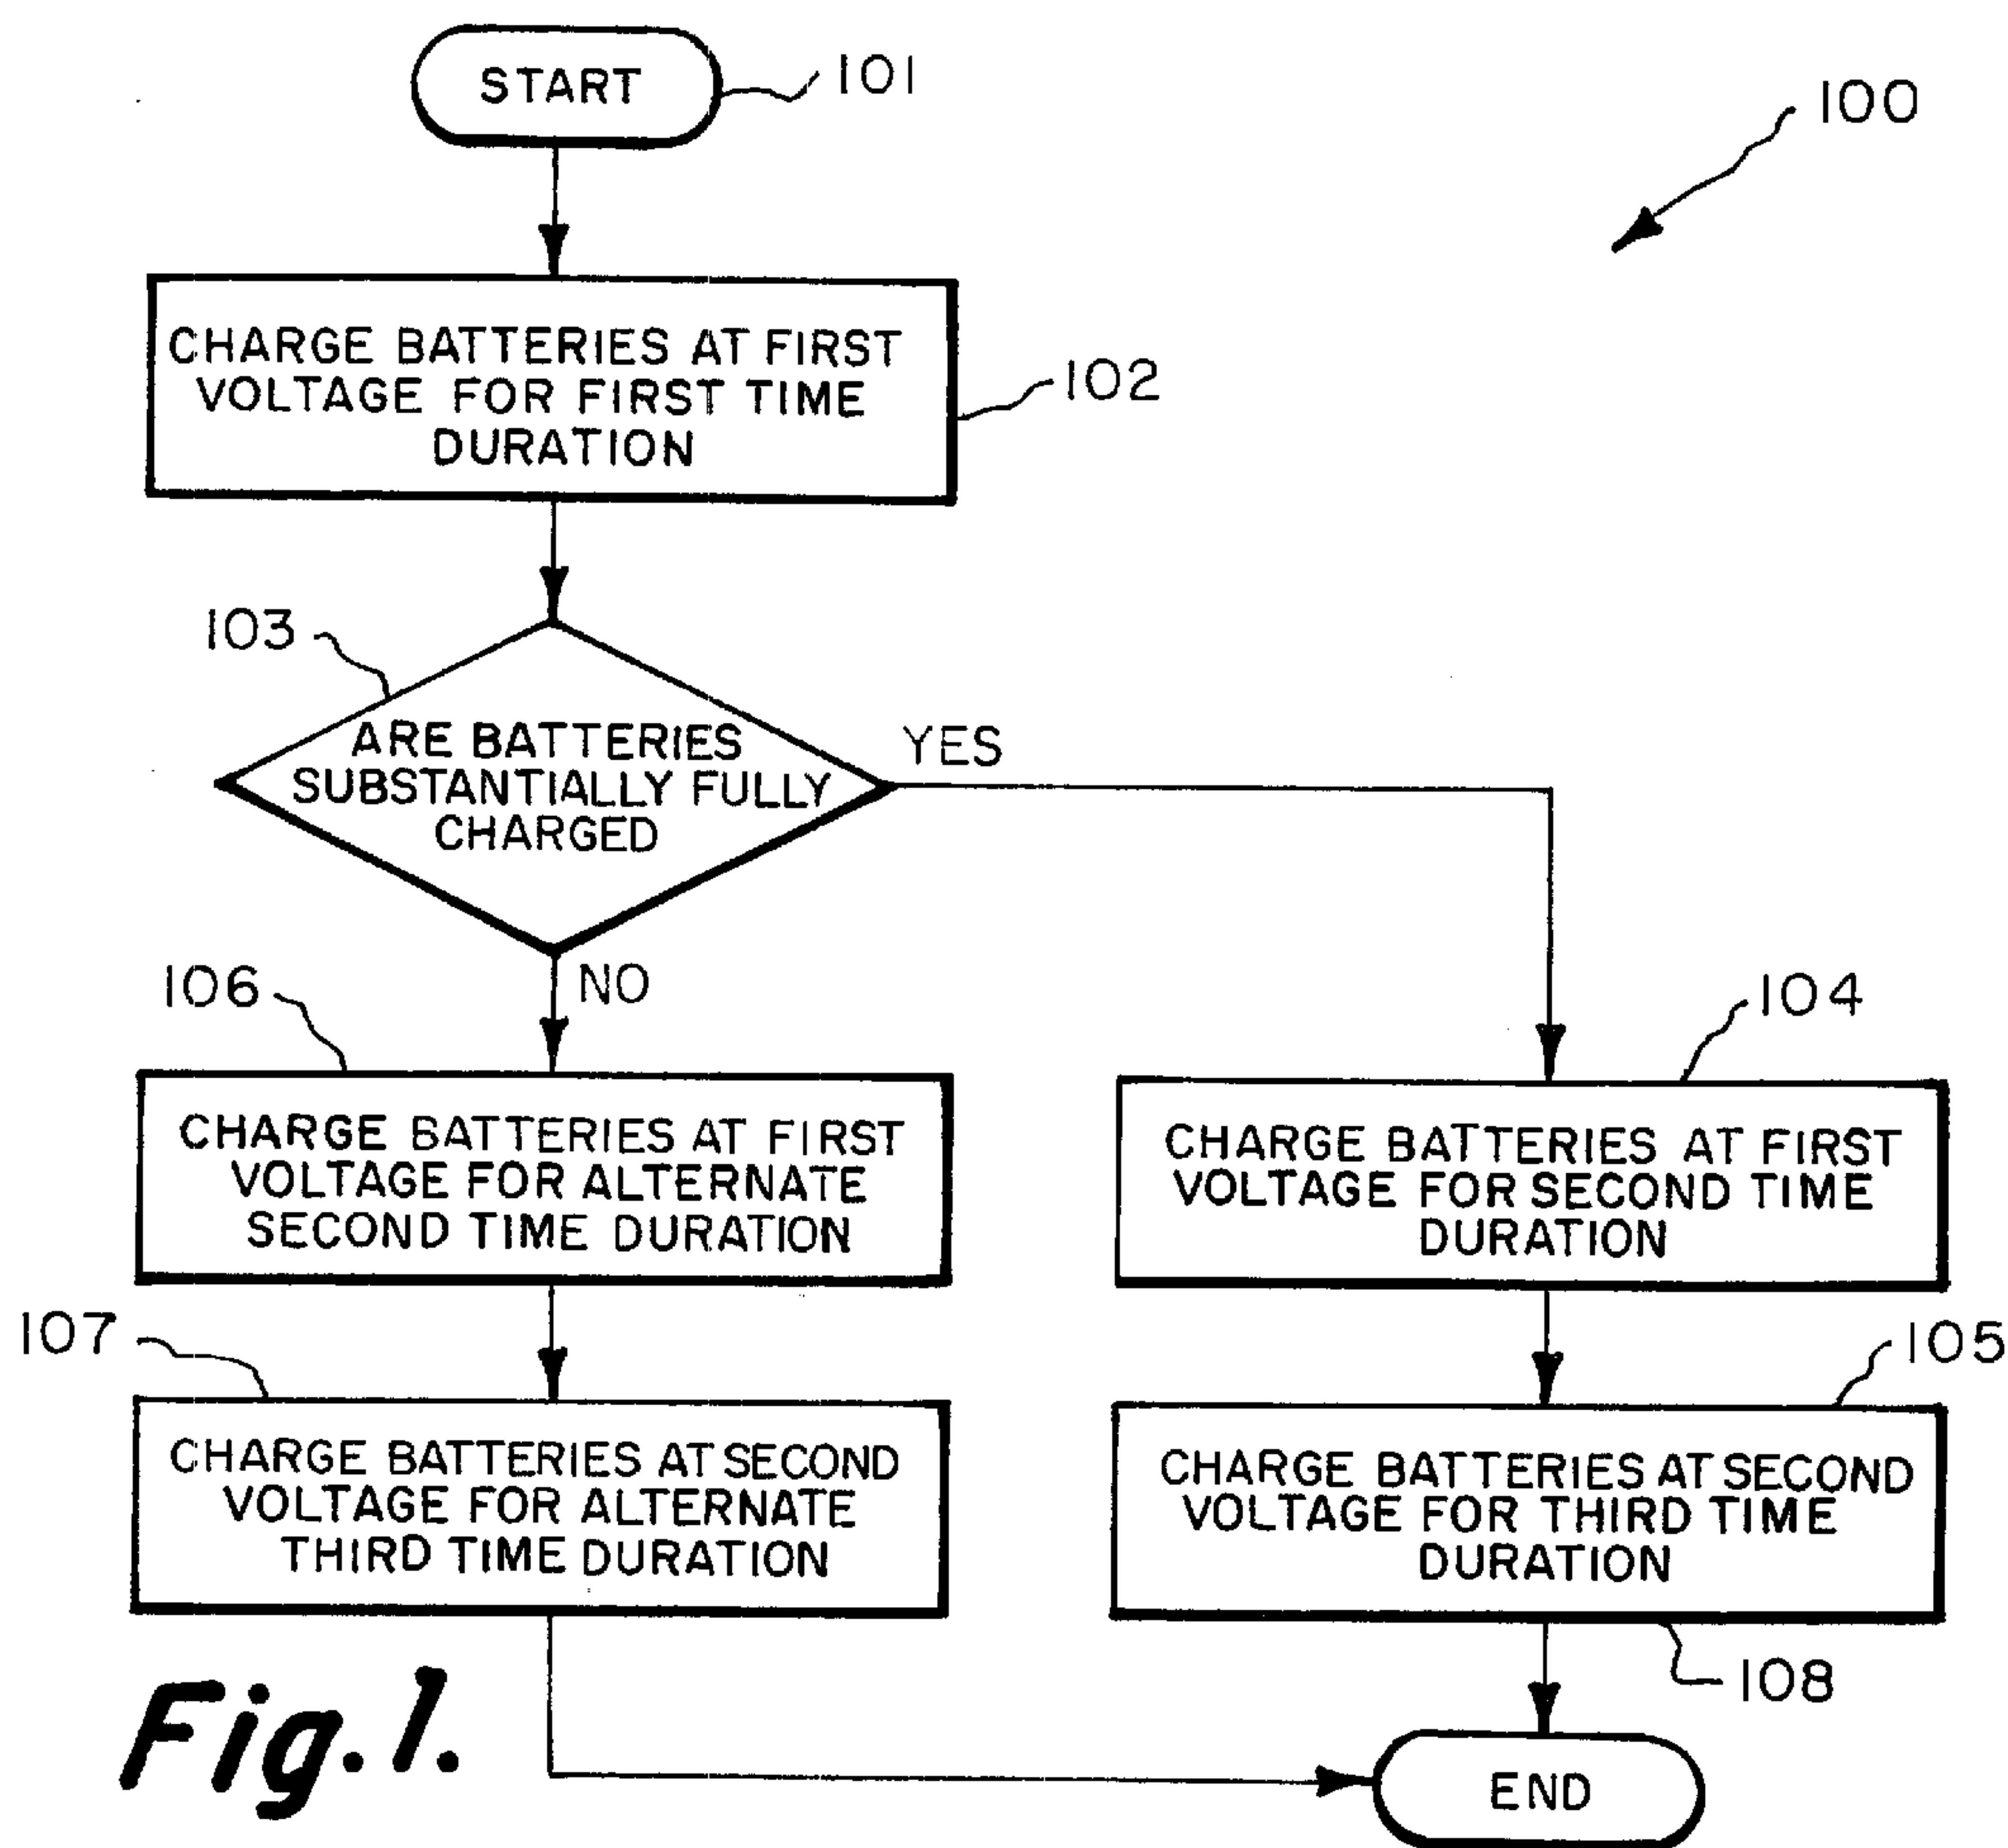 START
101
100
CHARGE BATTERIES AT FIRST
VOLTAGE FOR FIRST TIME
DURATION
102
103
ARE BATTERIES
SUBSTANTIALLY FULLY
CHARGED
YES
NO
106
CHARGE BATTERIES AT FIRST
VOLTAGE FOR ALTERNATE
SECOND TIME DURATION
104
CHARGE BATTERIES AT FIRST
VOLTAGE FOR SECOND TIME
DURATION
107
CHARGE BATTERIES AT SECOND
VOLTAGE FOR ALTERNATE
THIRD TIME DURATION
105
CHARGE BATTERIES AT SECOND
VOLTAGE FOR THIRD TIME
DURATION
108
END
Fig.1.